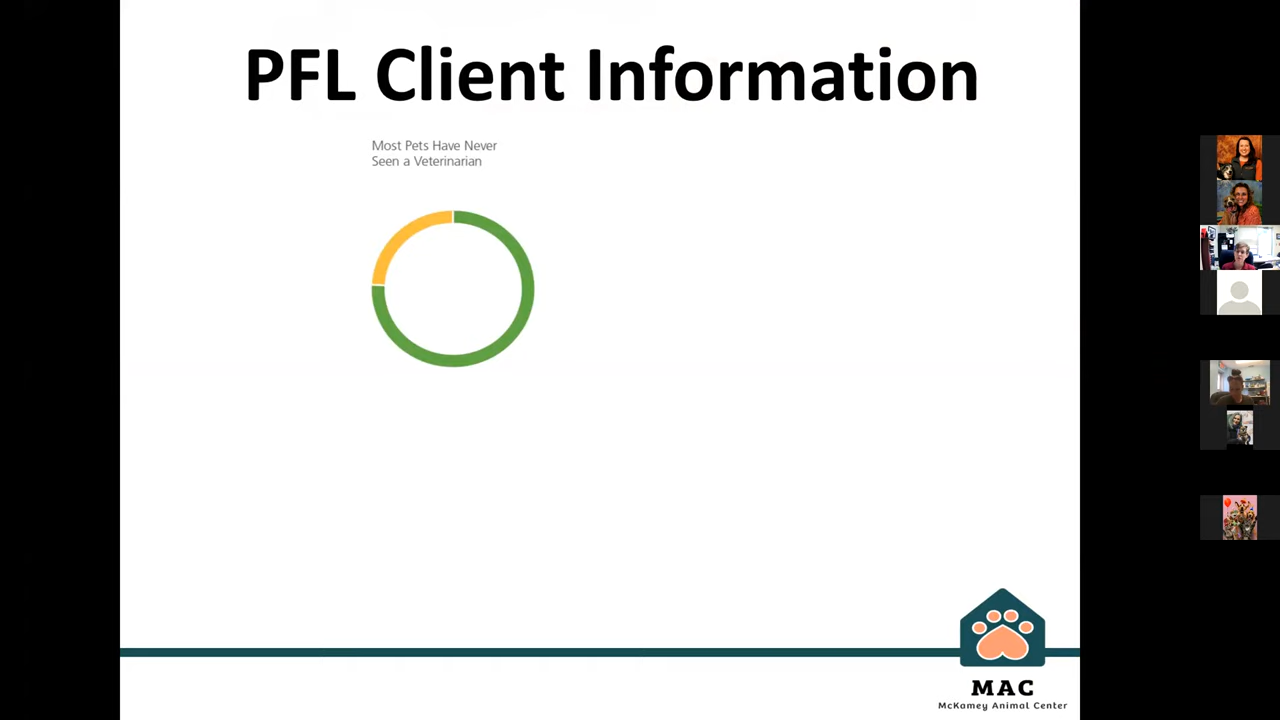 PFL Client Information
Most Pets Have Never
Seen a Veterinarian
MAC
McKamey Animal Center